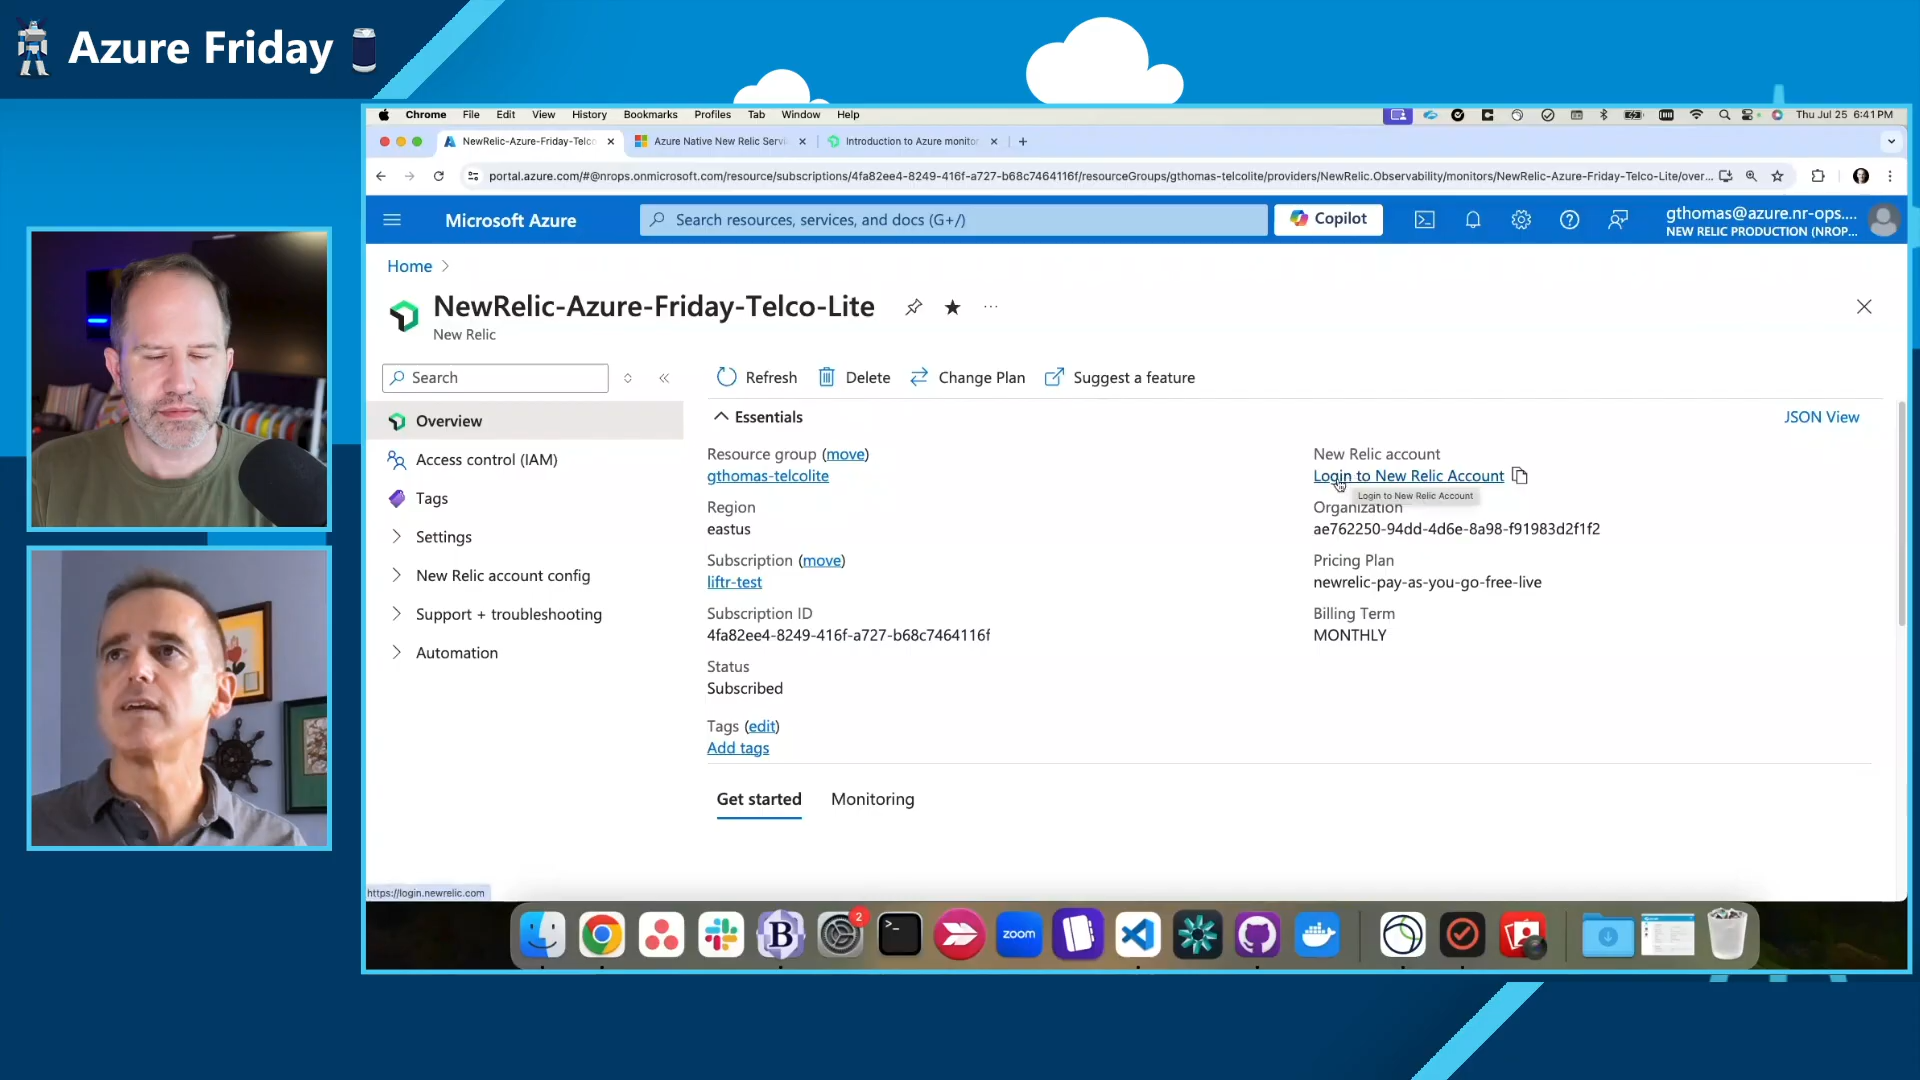 Azure Friday
Chrome File Edit View History Bookmarks Profiles Tab Window Help
Thu Jul 25 6:41 PM
NewRelic-Azure-Friday-Telco
Azure Native New Relic Servi
Introduction to Azure monitor
portal.azure.com/#@nrops.onmicrosoft.com/resource/subscriptions/4fa82ee4-8249-416f-a727-b68c7464116f/resourceGroups/gthomas-telcolite/providers/NewRelic.Observability/monitors/NewRelic-Azure-Friday-Telco-Lite/over...
Microsoft Azure
Search resources, services, and docs (G+/)
Copilot
gthomas@azure.nr-ops....
NEW RELIC PRODUCTION (NROP...
Home
NewRelic-Azure-Friday-Telco-Lite
New Relic
Search
Refresh
Delete
Change Plan
Suggest a feature
Overview
Access control (IAM)
Tags
Settings
New Relic account config
Support + troubleshooting
Automation
Essentials
JSON View
Resource group (move)
gthomas-telcolite
Region
eastus
Subscription (move)
liftr-test
Subscription ID
4fa82ee4-8249-416f-a727-b68c7464116f
Status
Subscribed
Tags (edit)
Add tags
New Relic account
Login to New Relic Account
Login to New Relic Account
Organization
ae762250-94dd-4d6e-8a98-f91983d2f1f2
Pricing Plan
newrelic-pay-as-you-go-free-live
Billing Term
MONTHLY
Get started
Monitoring
https://login.newrelic.com
B
2
zoom